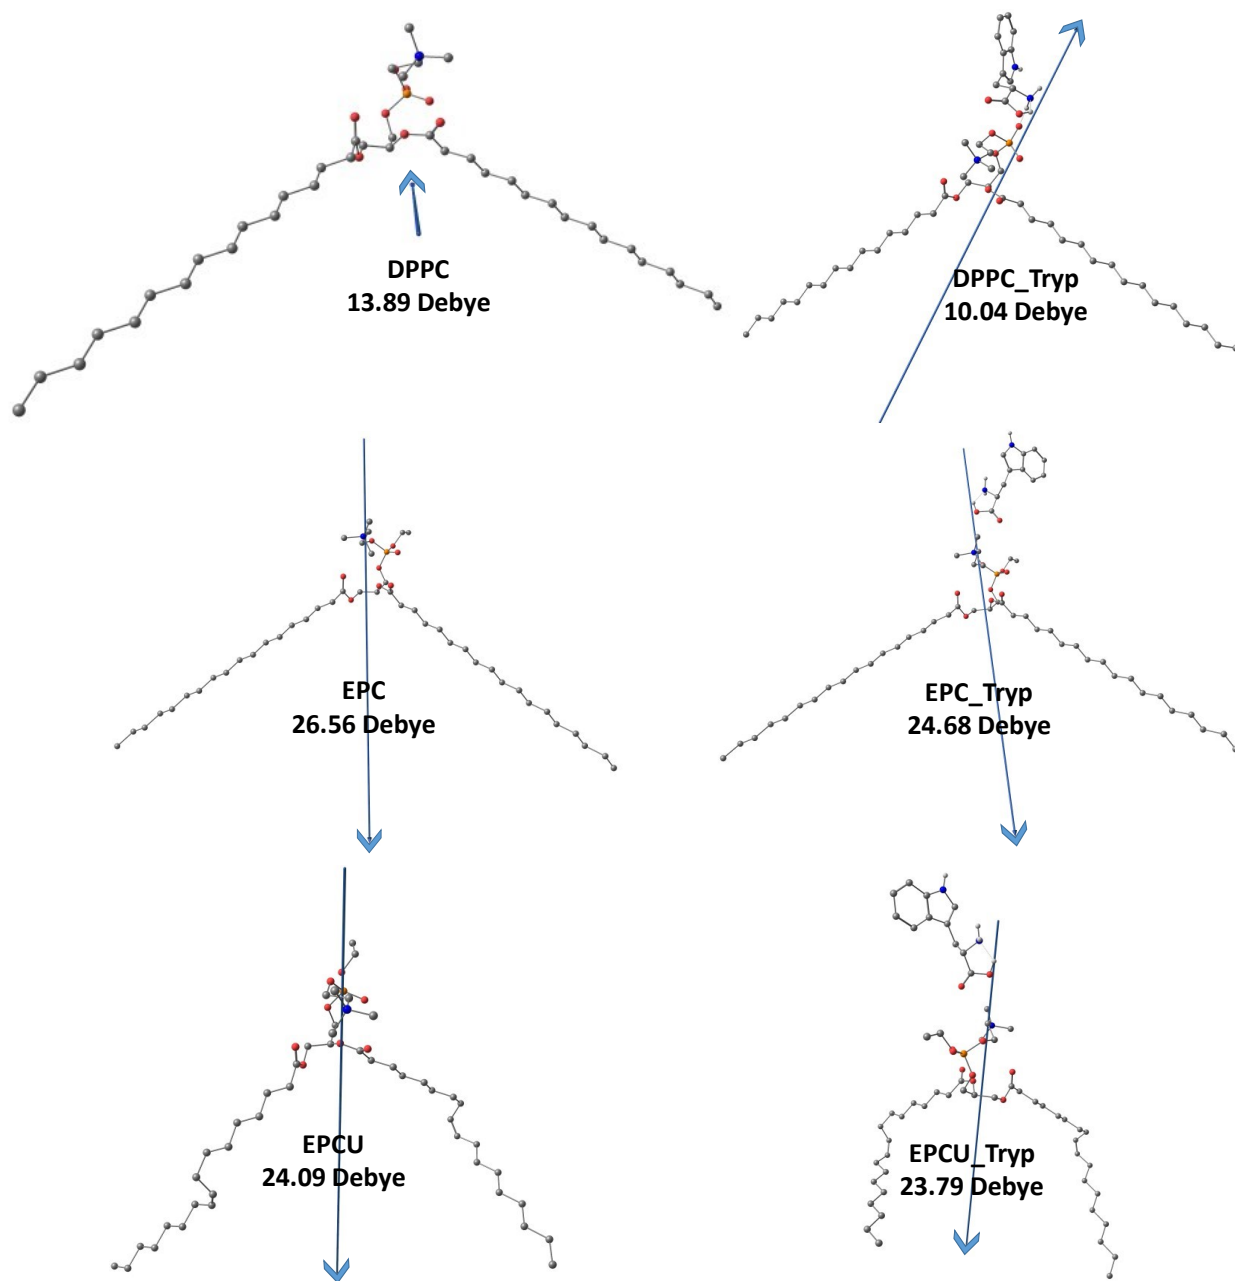 DPPC
13.89 Debye
DPPC_Tryp
10.04 Debye
EPC
26.56 Debye
EPC_Tryp
24.68 Debye
EPCU
24.09 Debye
EPCU_Tryp
23.79 Debye